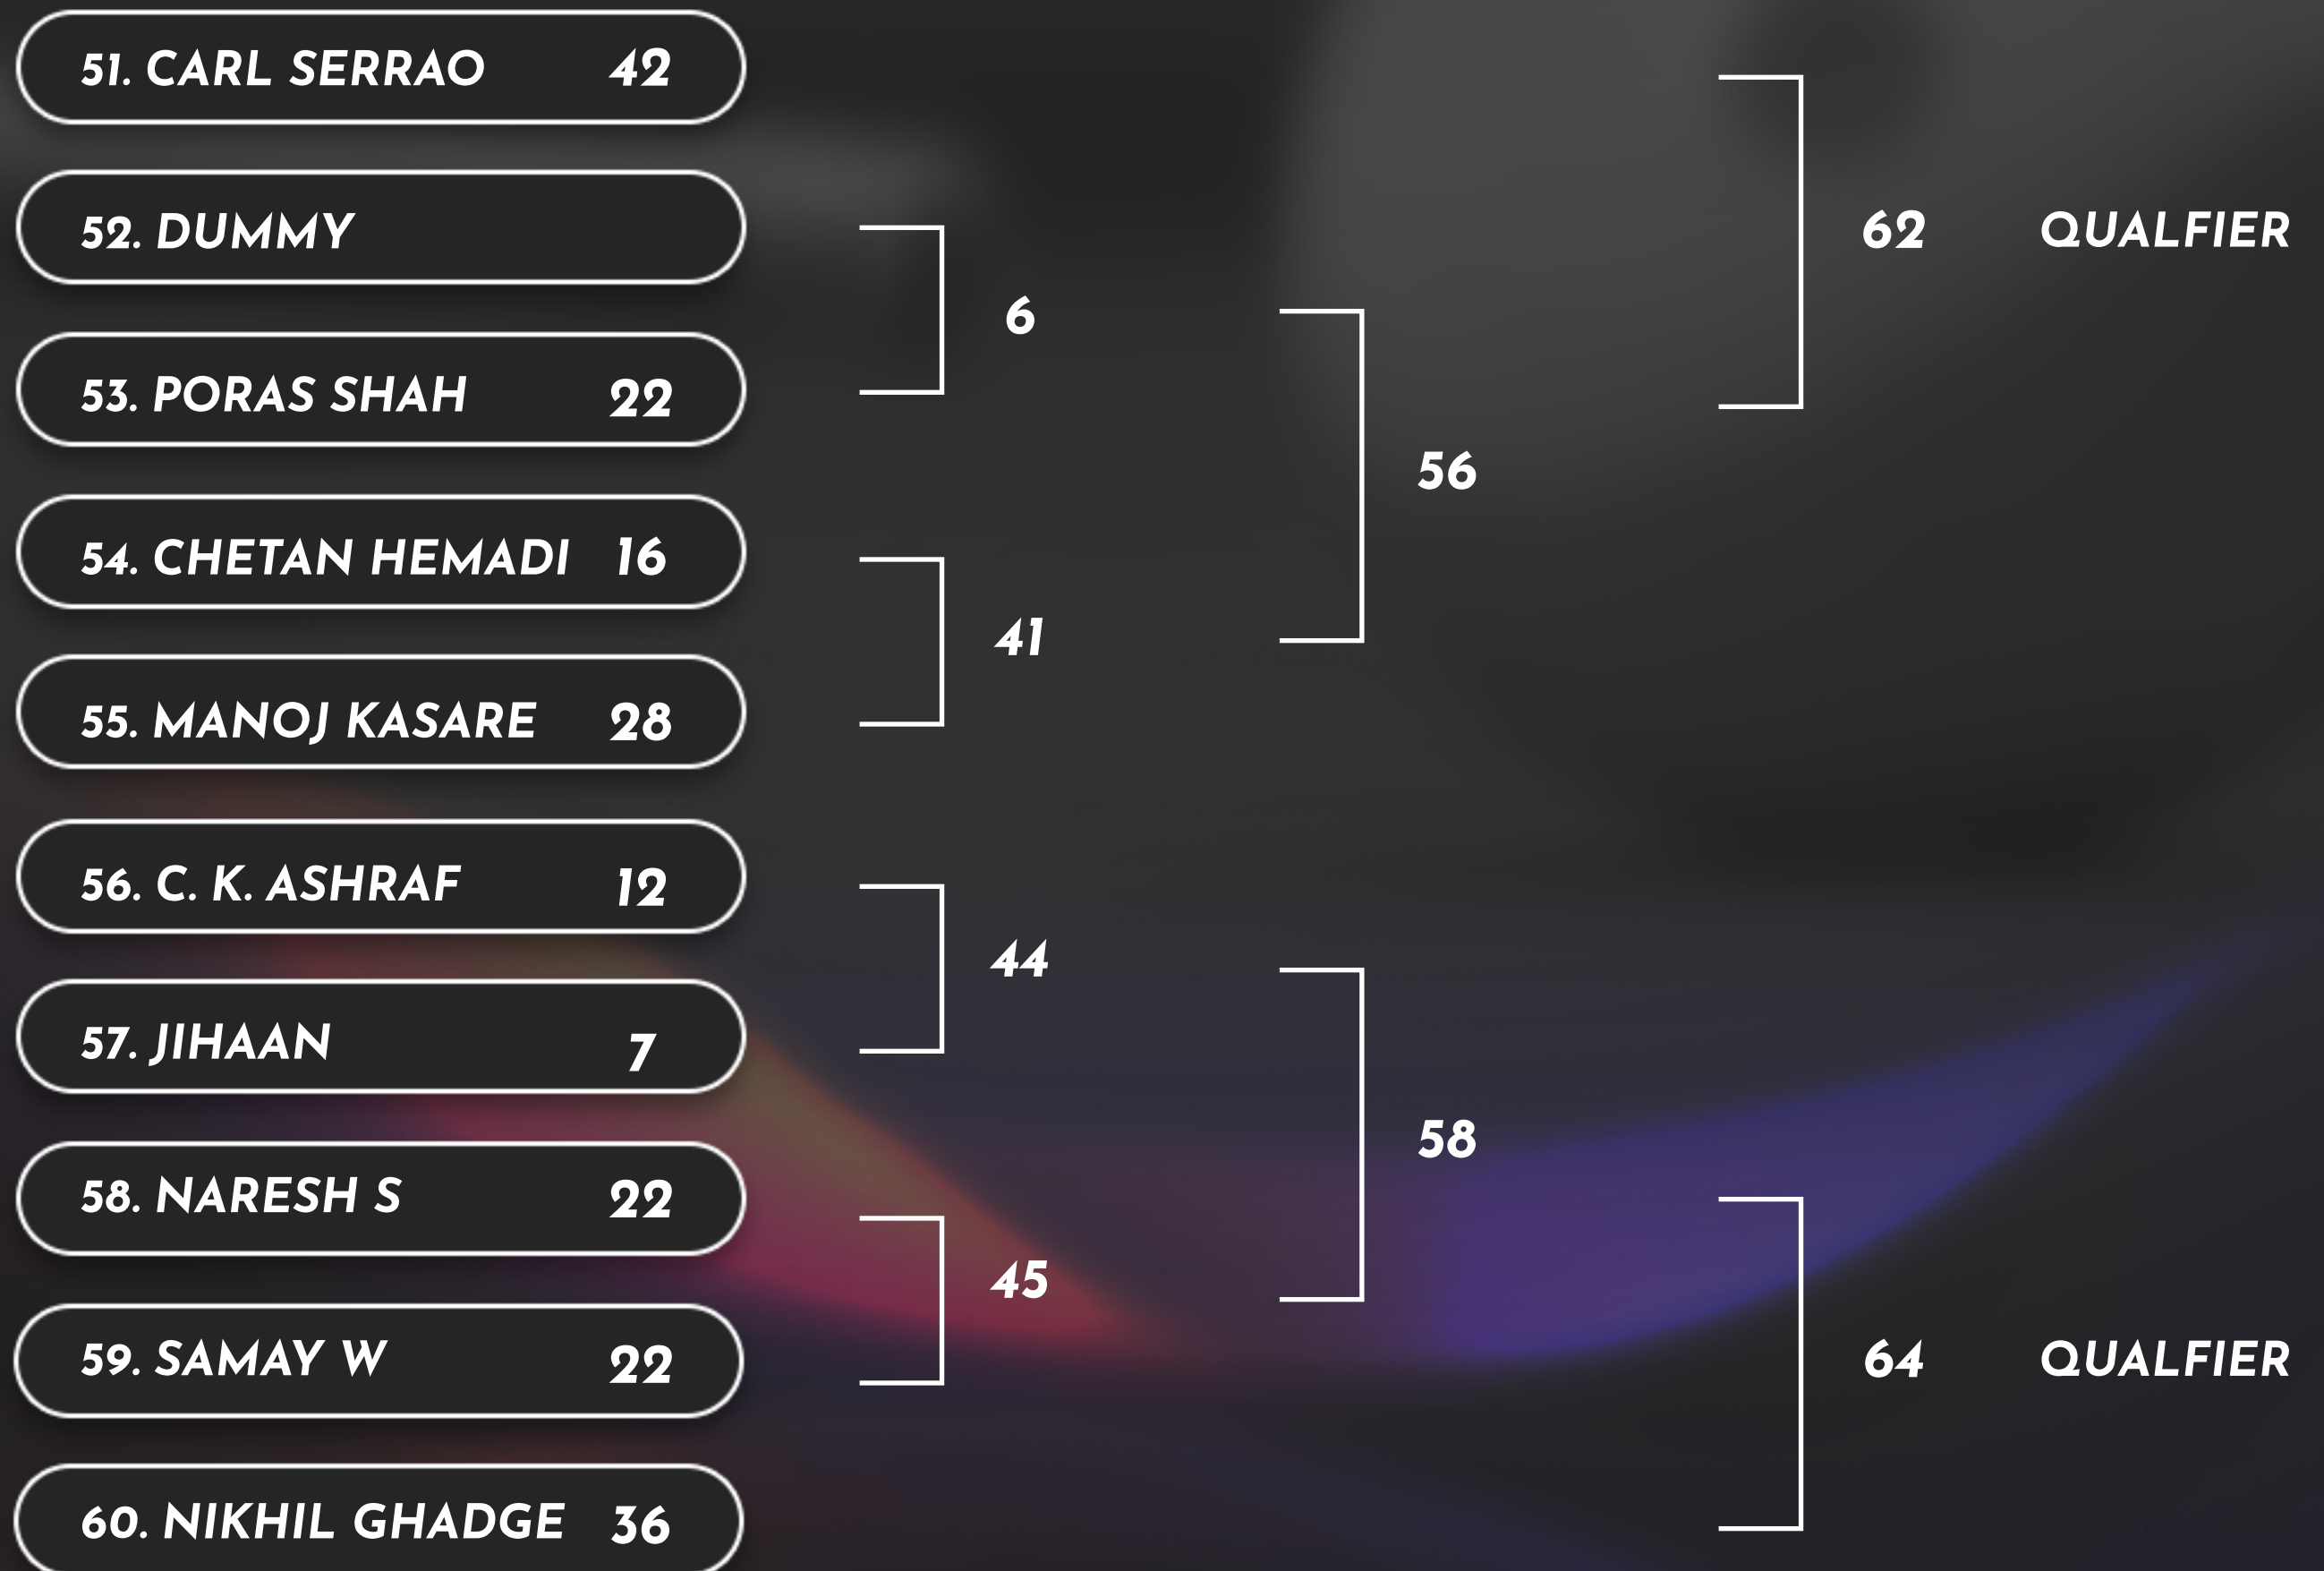 51. CARL SERRAO 42
52. DUMMY
62 QUALFIER
6
53. PORAS SHAH 22
56
54. CHETAN HEMADI 16
41
55. MANOJ KASARE 28
56. C. K. ASHRAF 12
44
57. JIHAAN 7
58
58. NARESH S 22
45
59. SAMAY W 22
64 QUALFIER
60. NIKHIL GHADGE 36